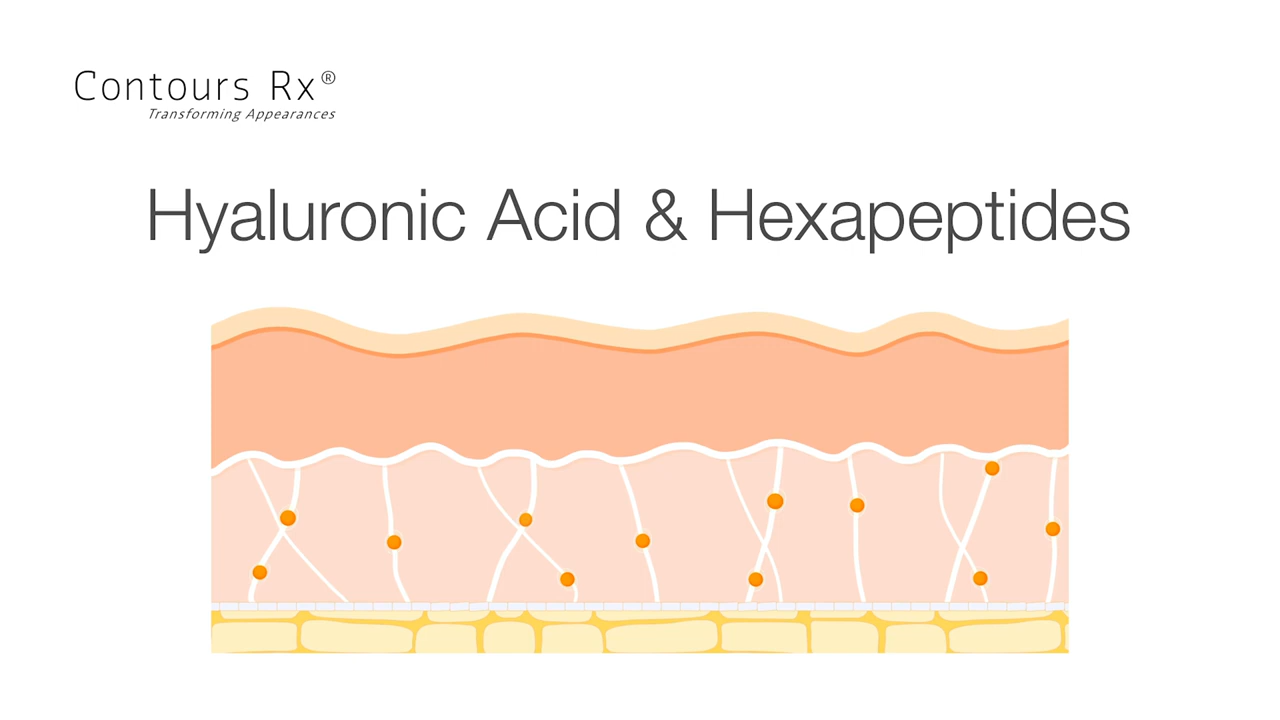 Contours Rx®
Transforming Appearances
Hyaluronic Acid & Hexapeptides